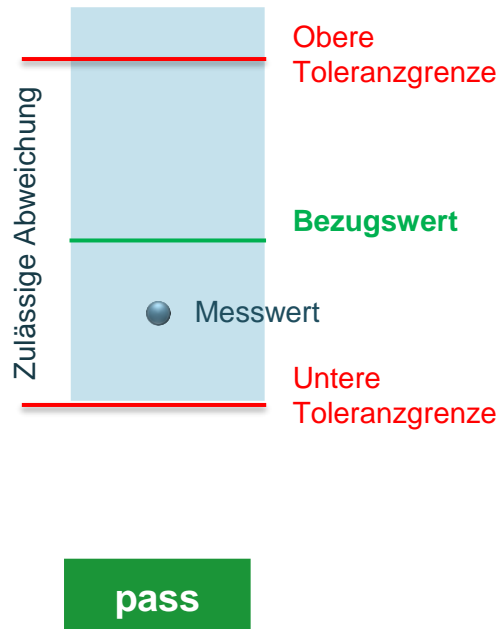 Obere
Toleranzgrenze
Zulässige Abweichung
Bezugswert
Messwert
Untere
Toleranzgrenze
pass